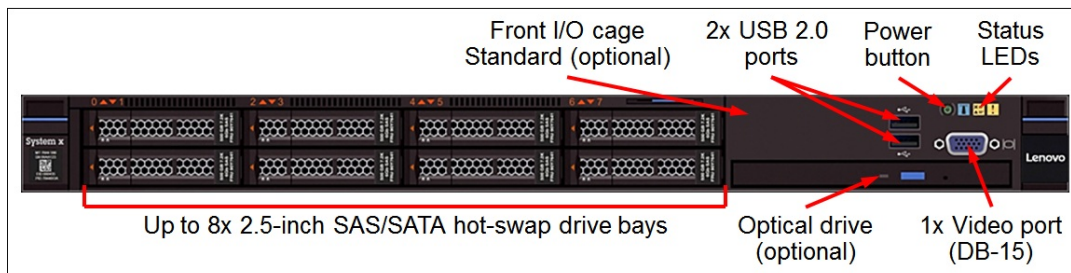 Front I/O cage
Standard (optional)
2x USB 2.0
ports
Power
button
Status
LEDs
0▲▼1
2▲▼3
4▲▼5
6▲▼7
System x
Lenovo
Up to 8x 2.5-inch SAS/SATA hot-swap drive bays
Optical drive
(optional)
1x Video port
(DB-15)